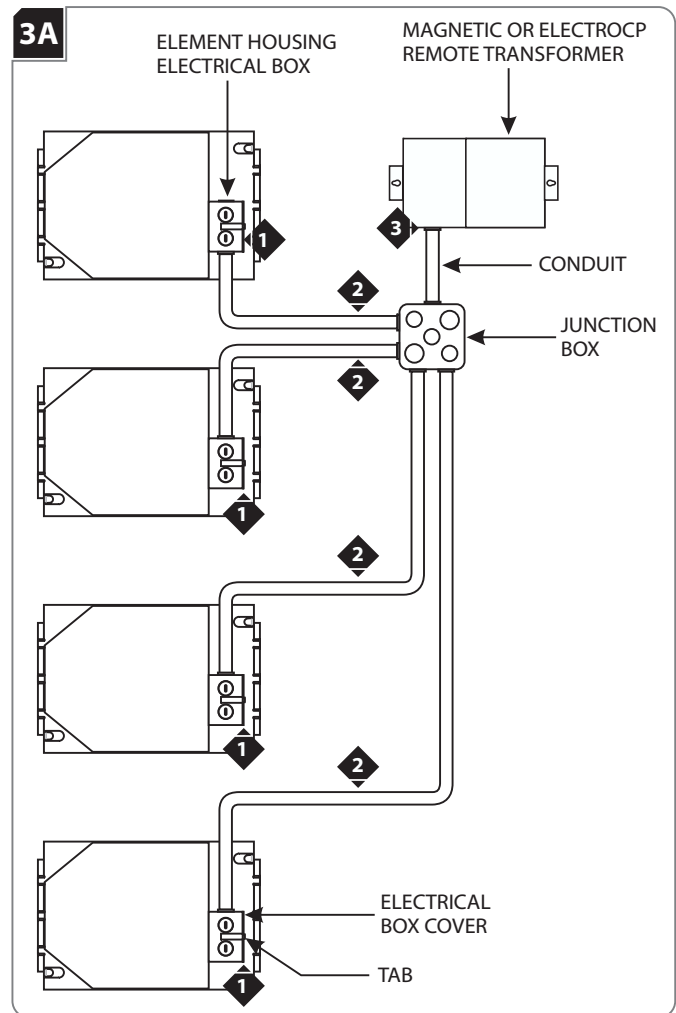 3A
ELEMENT HOUSING
ELECTRICAL BOX
MAGNETIC OR ELECTROCP
REMOTE TRANSFORMER
1
3
2
CONDUIT
JUNCTION
BOX
2
1
2
1
2
ELECTRICAL
BOX COVER
TAB
1